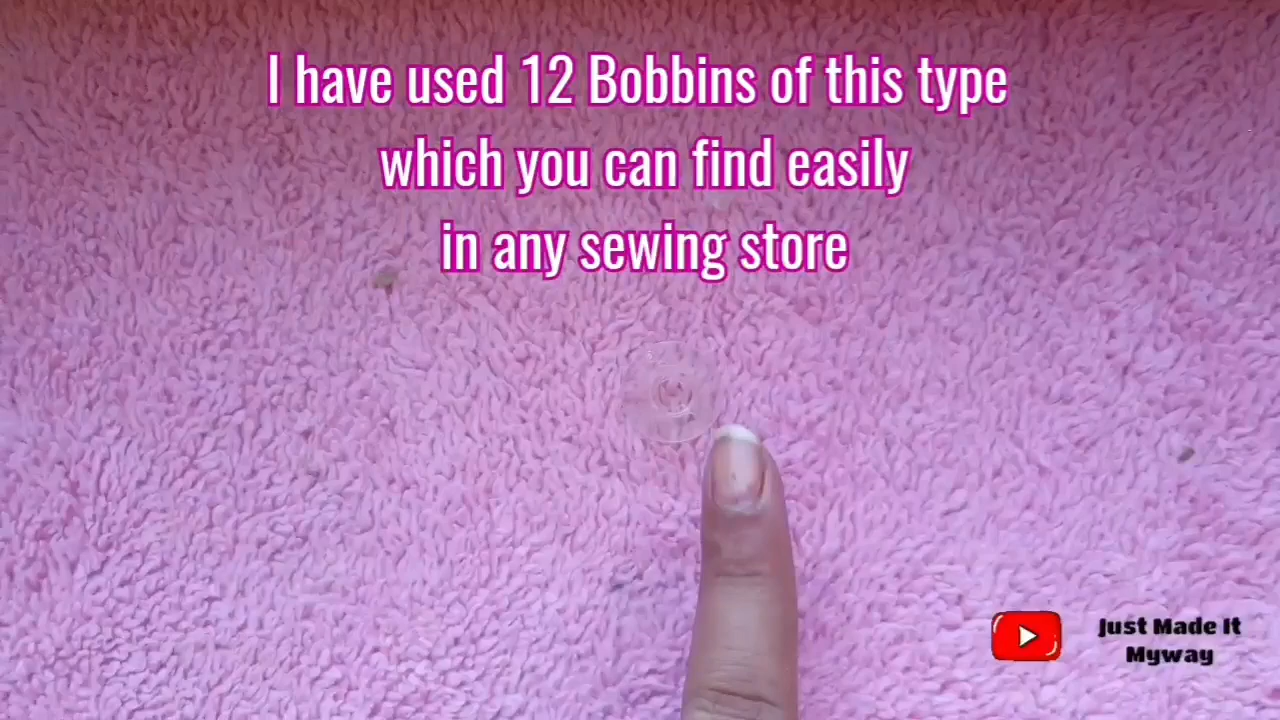 I have used 12 Bobbins of this type
which you can find easily
in any sewing store
Just Made It
Myway